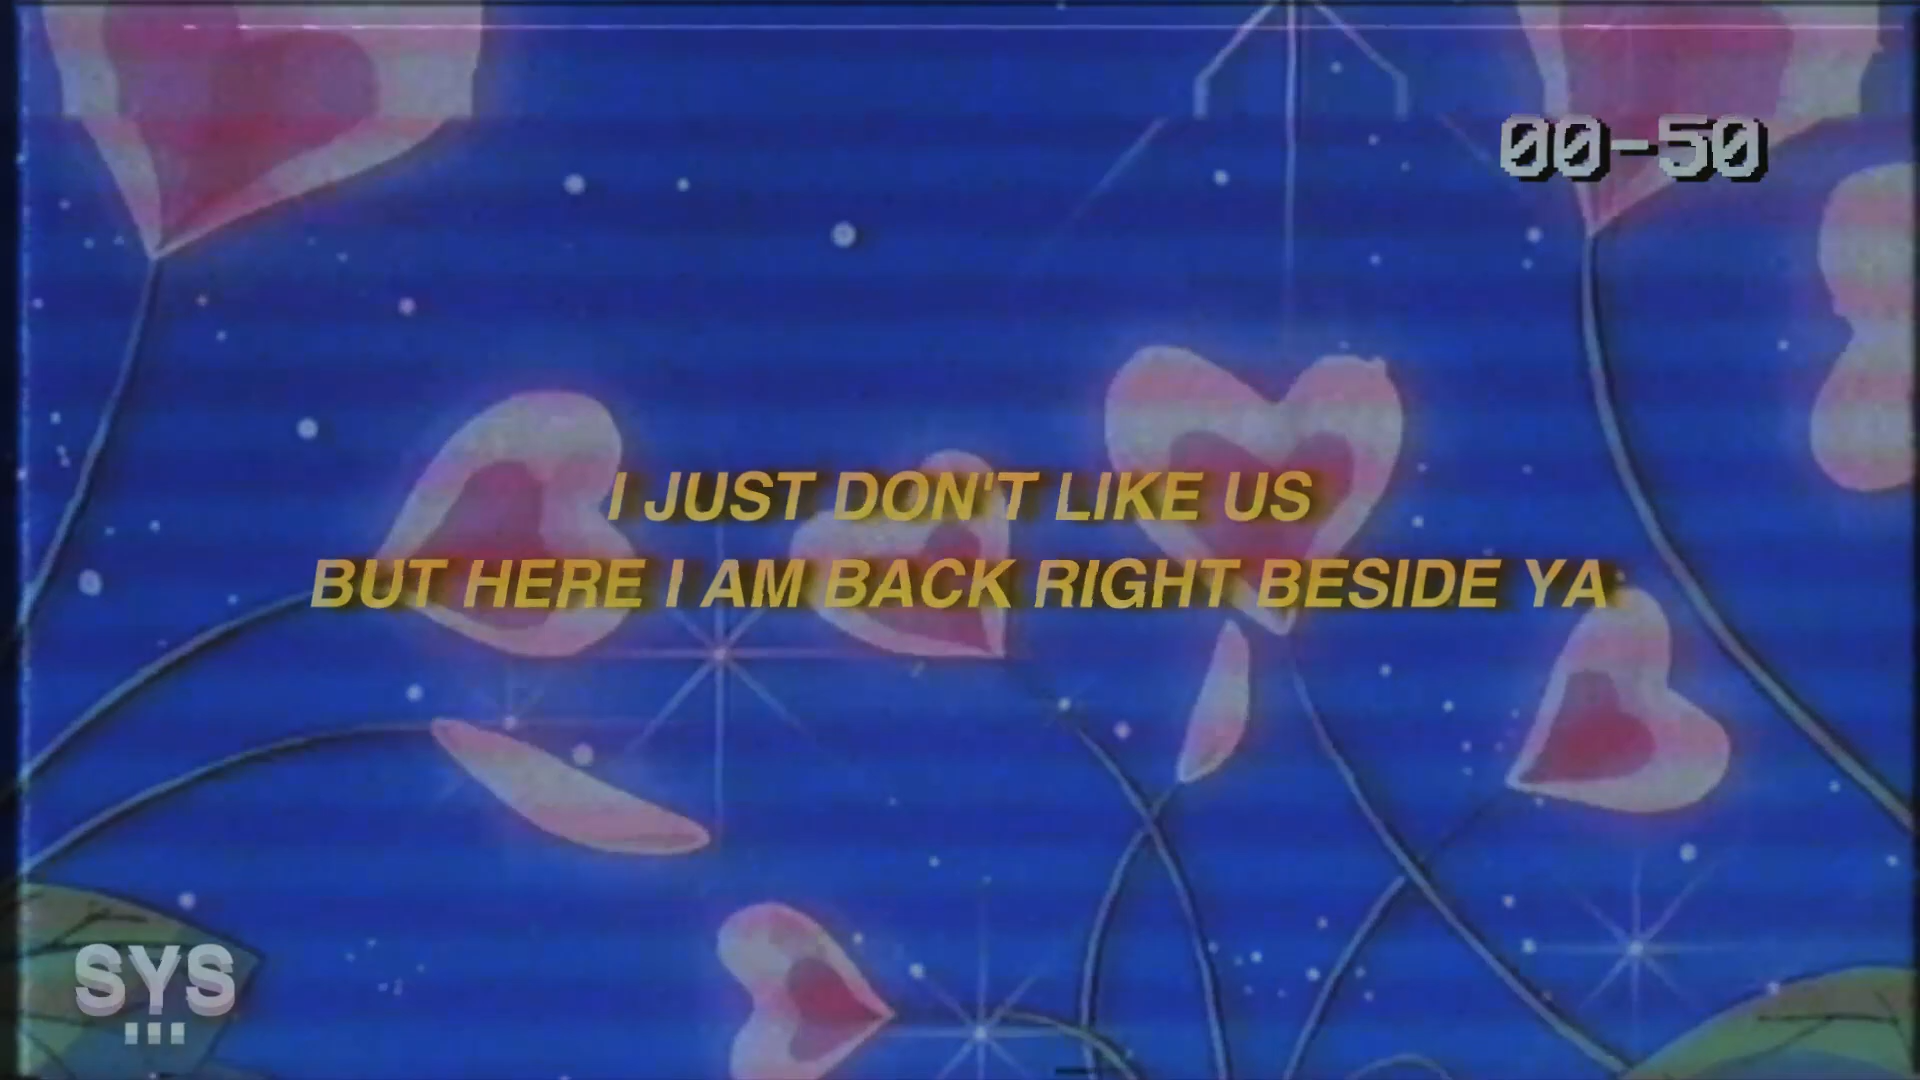 00-50
I JUST DON'T LIKE US
BUT HERE I AM BACK RIGHT BESIDE YA
SYS